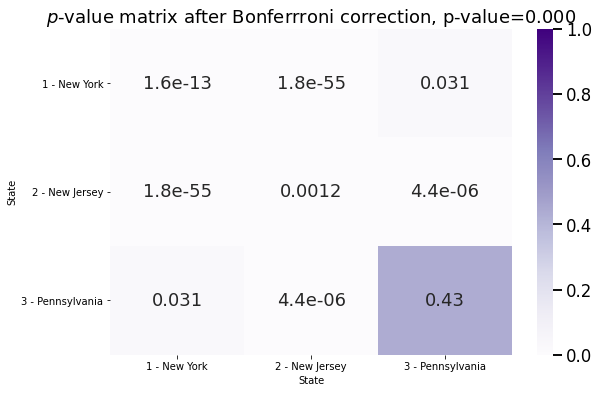 p-value matrix after Bonferrroni correction, p-value=0.000
1.0
1 - New York 1.6e-13 1.8e-55 0.031
0.8
0.6
State 2 - New Jersey 1.8e-55 0.0012 4.4e-06
0.4
0.2
3 - Pennsylvania 0.031 4.4e-06 0.43
0.0
1 - New York 2 - New Jersey 3 - Pennsylvania
State